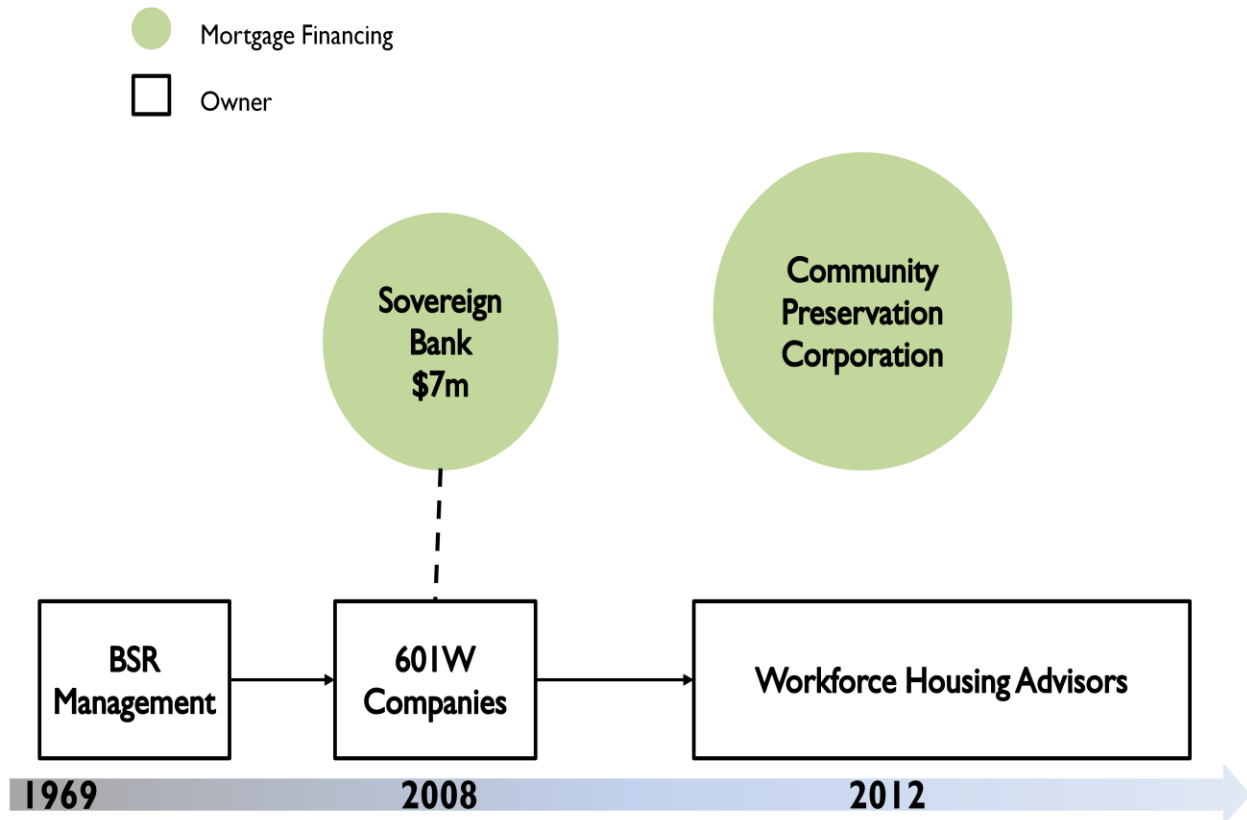 Mortgage Financing
Owner
Sovereign
Bank
$7m
Community
Preservation
Corporation
BSR
Management
601W
Companies
Workforce Housing Advisors
1969
2008
2012